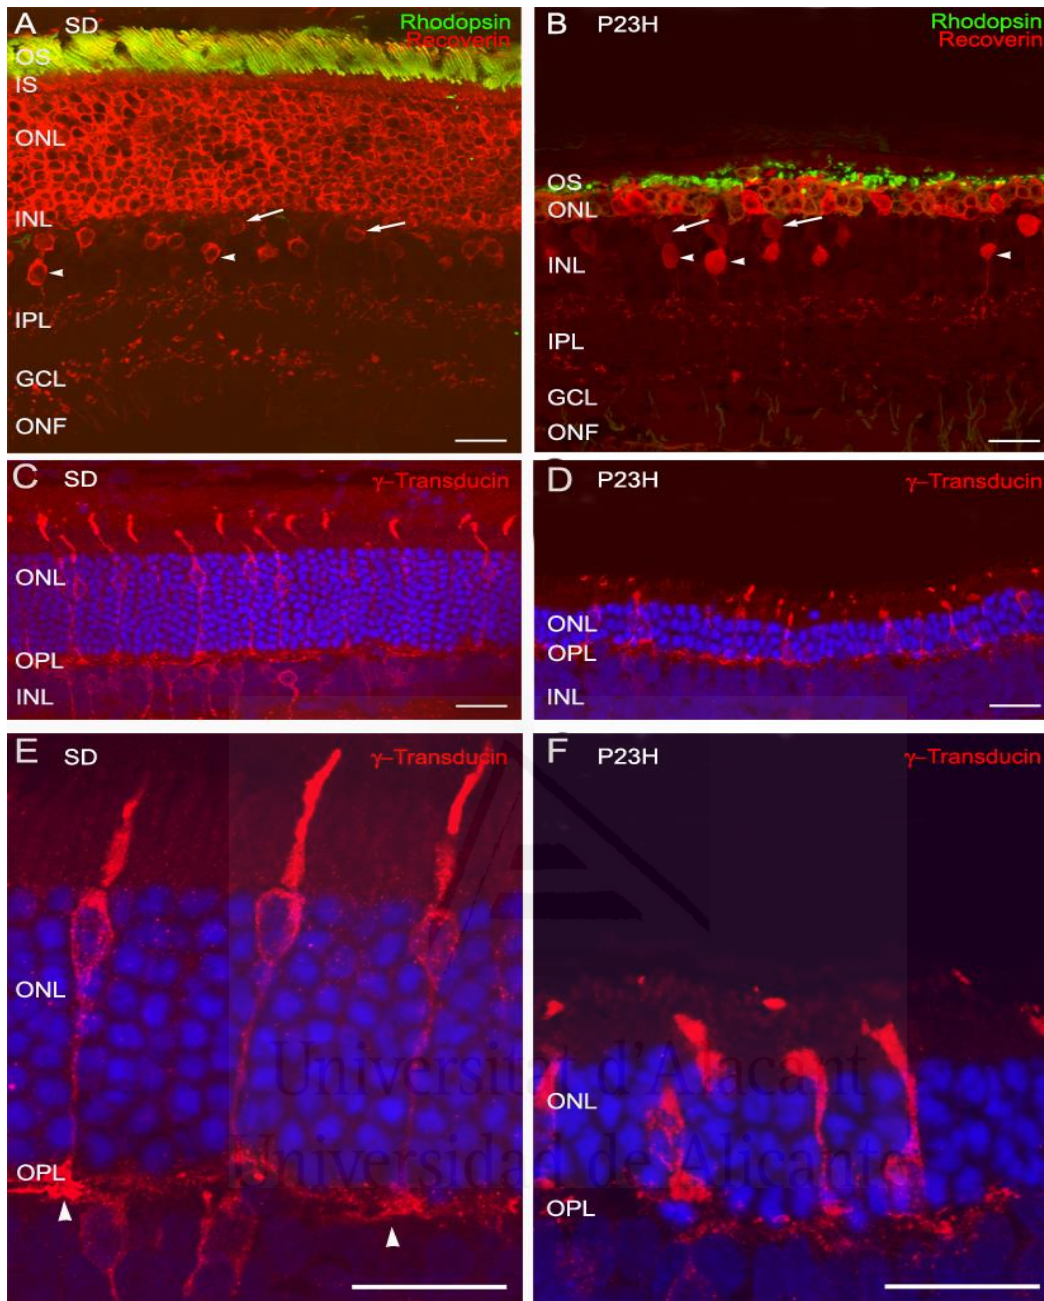 A SD Rhodopsin
Recoverin
OS
IS
ONL
INL
IPL
GCL
ONF
B P23H Rhodopsin
Recoverin
OS
ONL
INL
IPL
GCL
ONF
C SD γ–Transducin
ONL
OPL
INL
D P23H γ–Transducin
ONL
OPL
INL
E SD γ–Transducin
ONL
OPL
F P23H γ–Transducin
ONL
OPL
Universitat d'Alacant
Universidad de Alicante